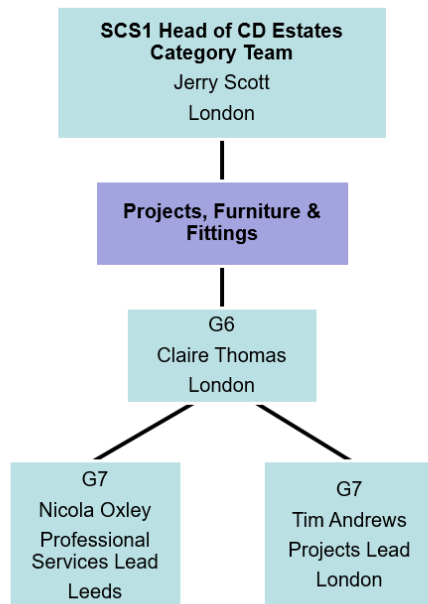 SCS1 Head of CD Estates
Category Team
Jerry Scott
London
Projects, Furniture &
Fittings
G6
Claire Thomas
London
G7
Nicola Oxley
Professional
Services Lead
Leeds
G7
Tim Andrews
Projects Lead
London